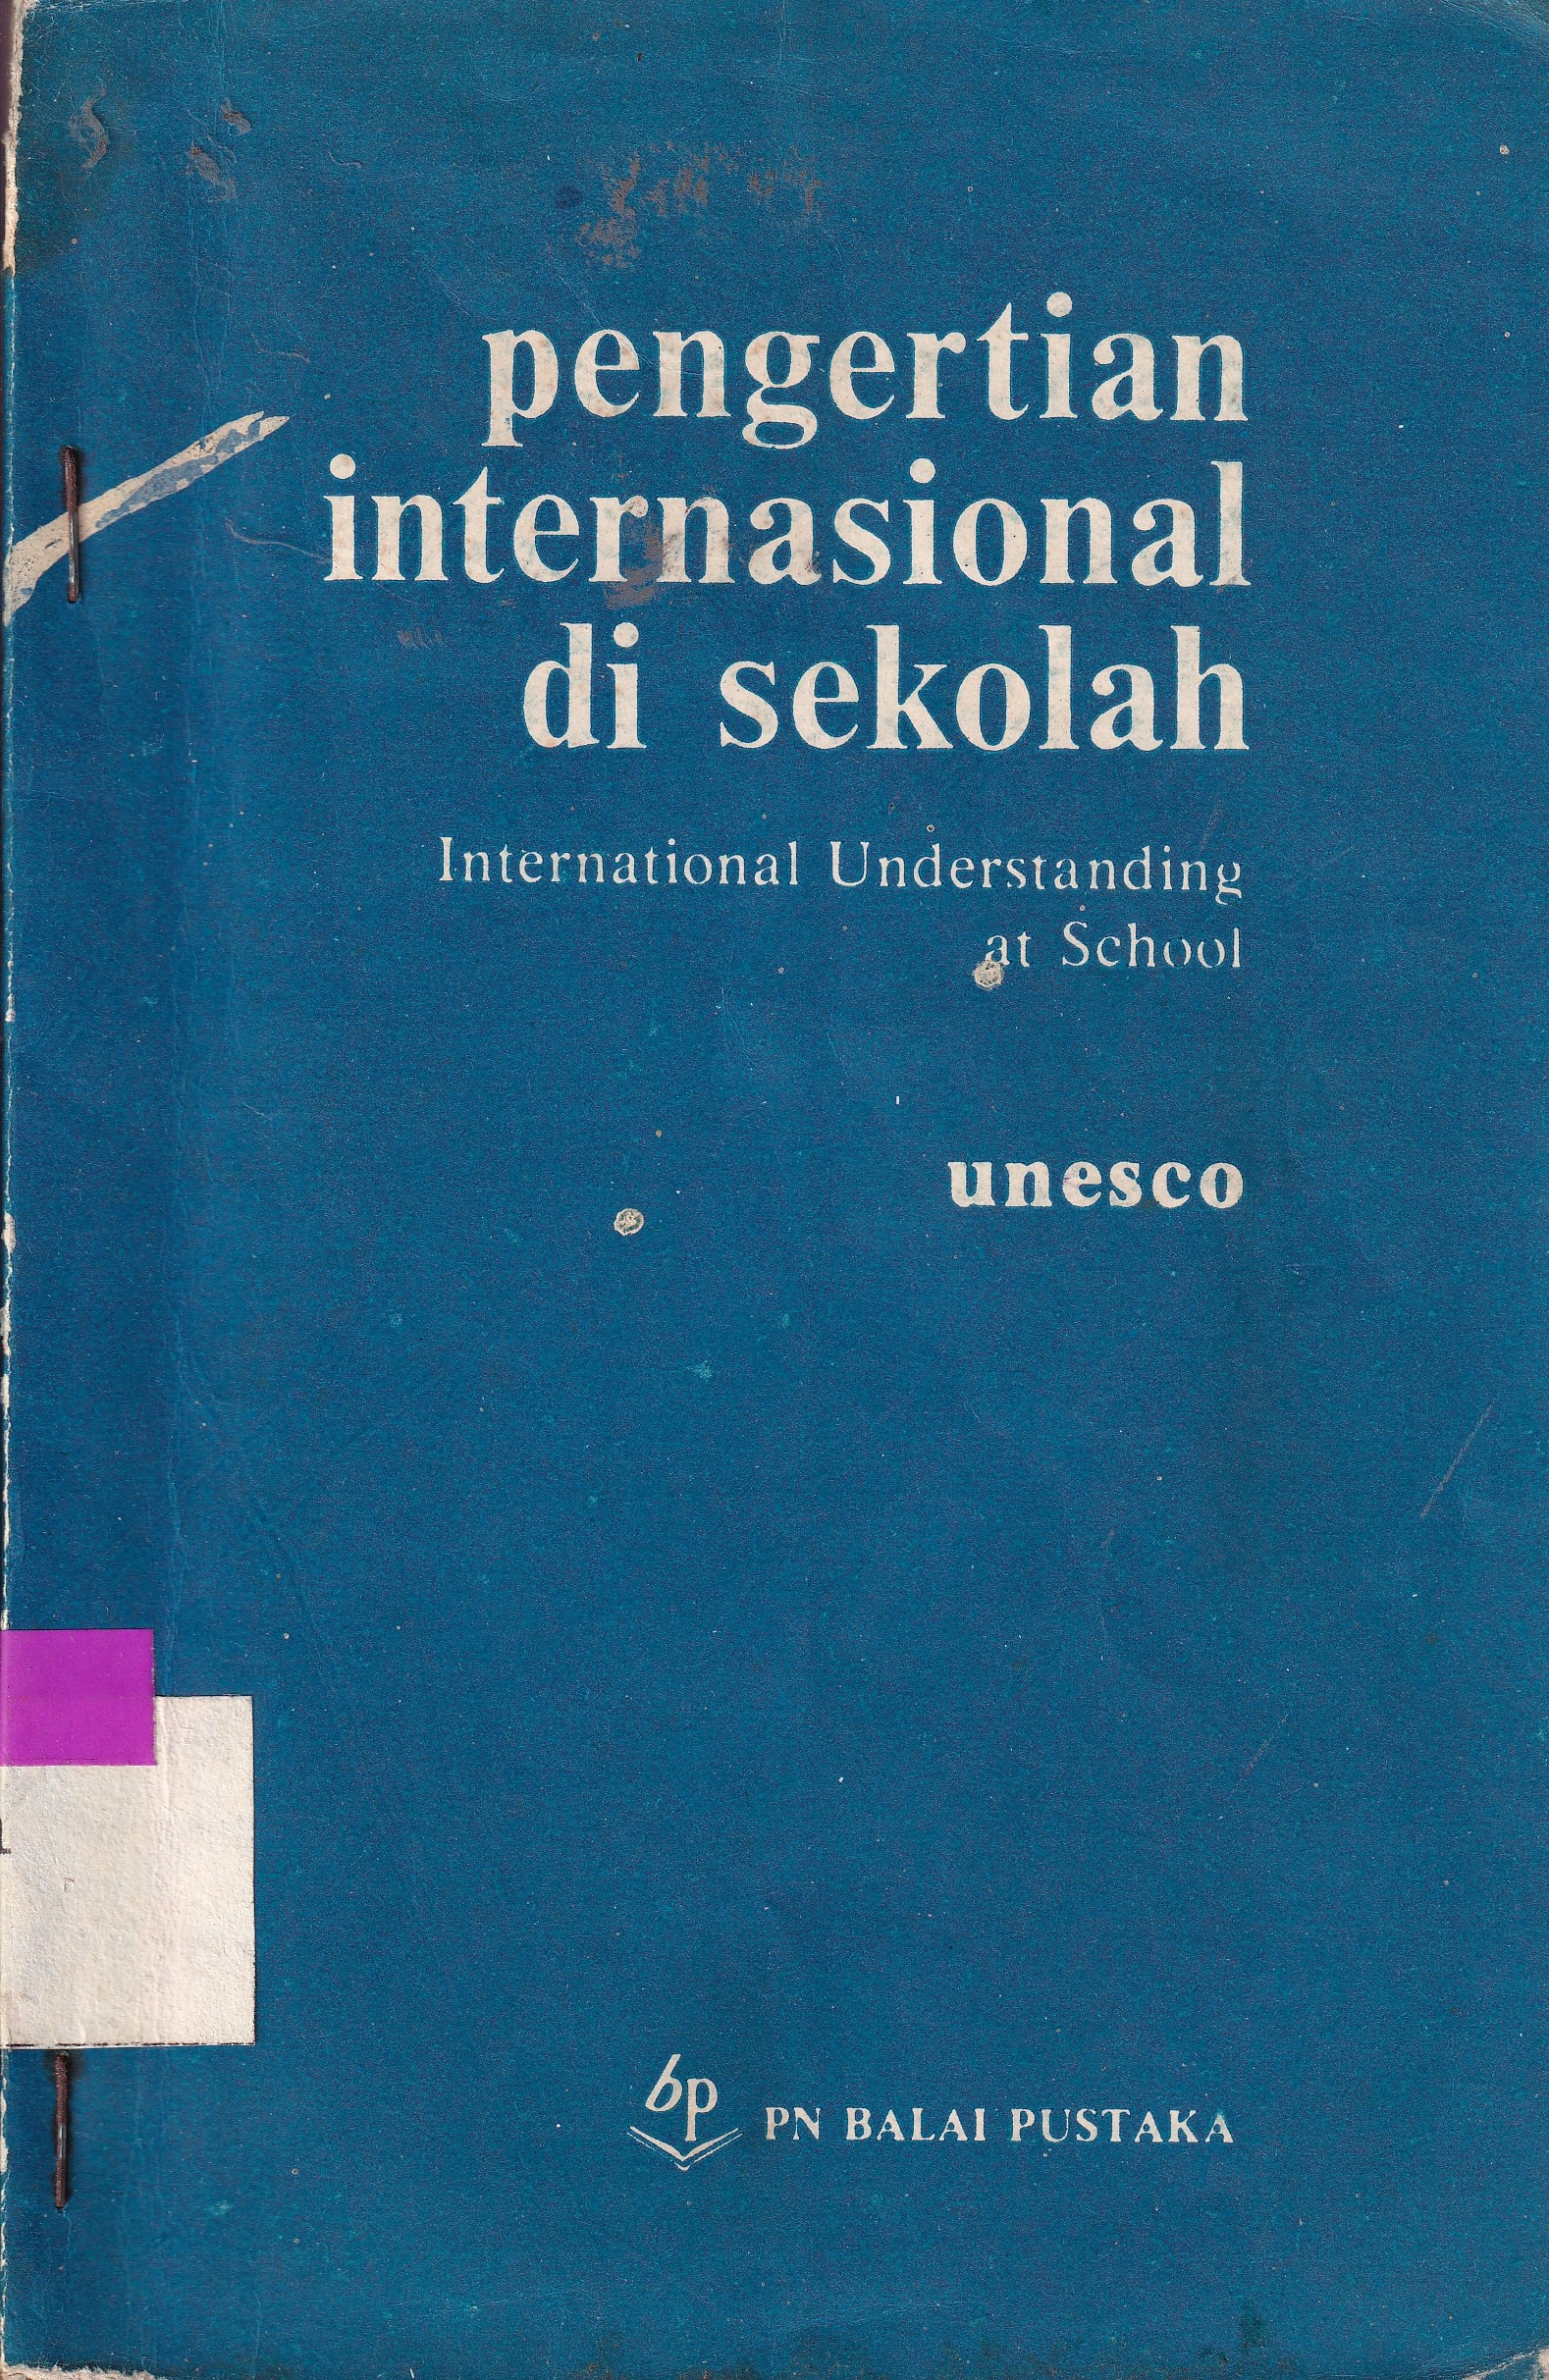 pengertian
internasional
di sekolah
International Understanding
at School
unesco
bp PN BALAI PUSTAKA